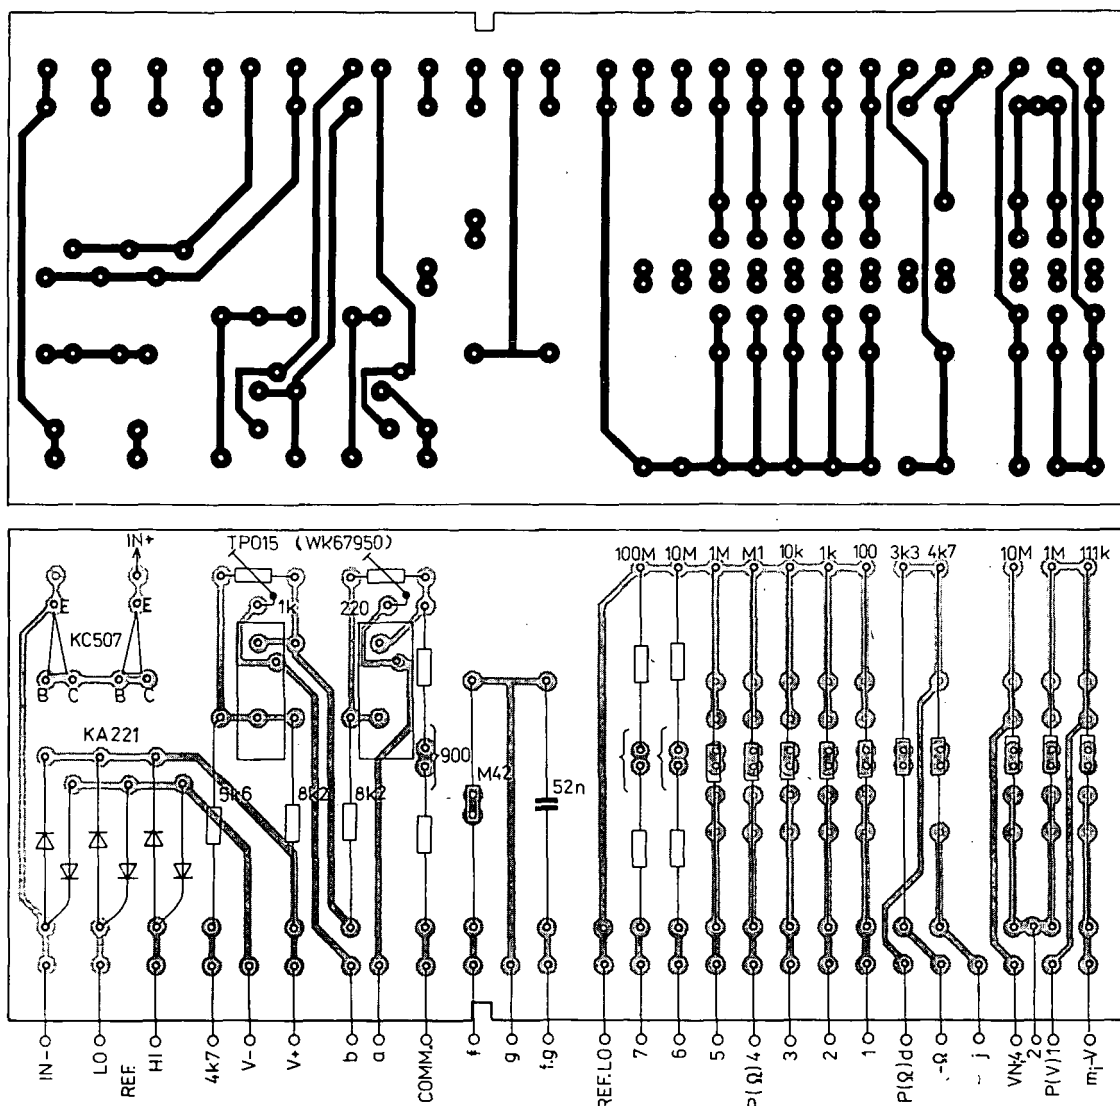 IN+
TP015 (WK67950)
100M 10M 1M M1 10k 1k 100 3k3 4k7 10M 1M 111k
E E 1k 220
KC507
B C B C
KA221
900
M42
52n
5k6 8k2 8k2
IN- LO REF. HI 4k7 V- V+ b a COMM. f g f.g REF.LO 7 6 5 P(Ω)4 3 2 1 P(Ω)d -Ω j 2 P(V)1